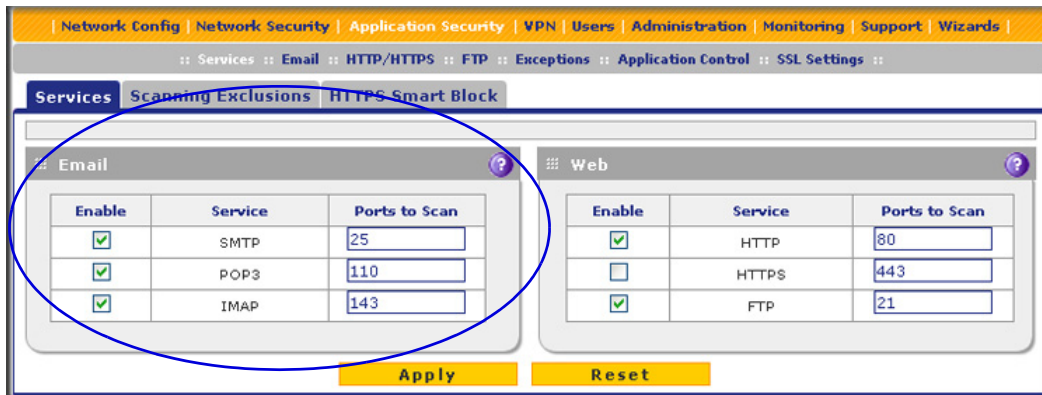 | Network Config | Network Security | Application Security | VPN | Users | Administration | Monitoring | Support | Wizards |
:: Services :: Email :: HTTP/HTTPS :: FTP :: Exceptions :: Application Control :: SSL Settings ::
Services Scanning Exclusions HTTPS Smart Block
Email ?
Enable Service Ports to Scan
SMTP 25
POP3 110
IMAP 143
Web ?
Enable Service Ports to Scan
HTTP 80
HTTPS 443
FTP 21
Apply Reset